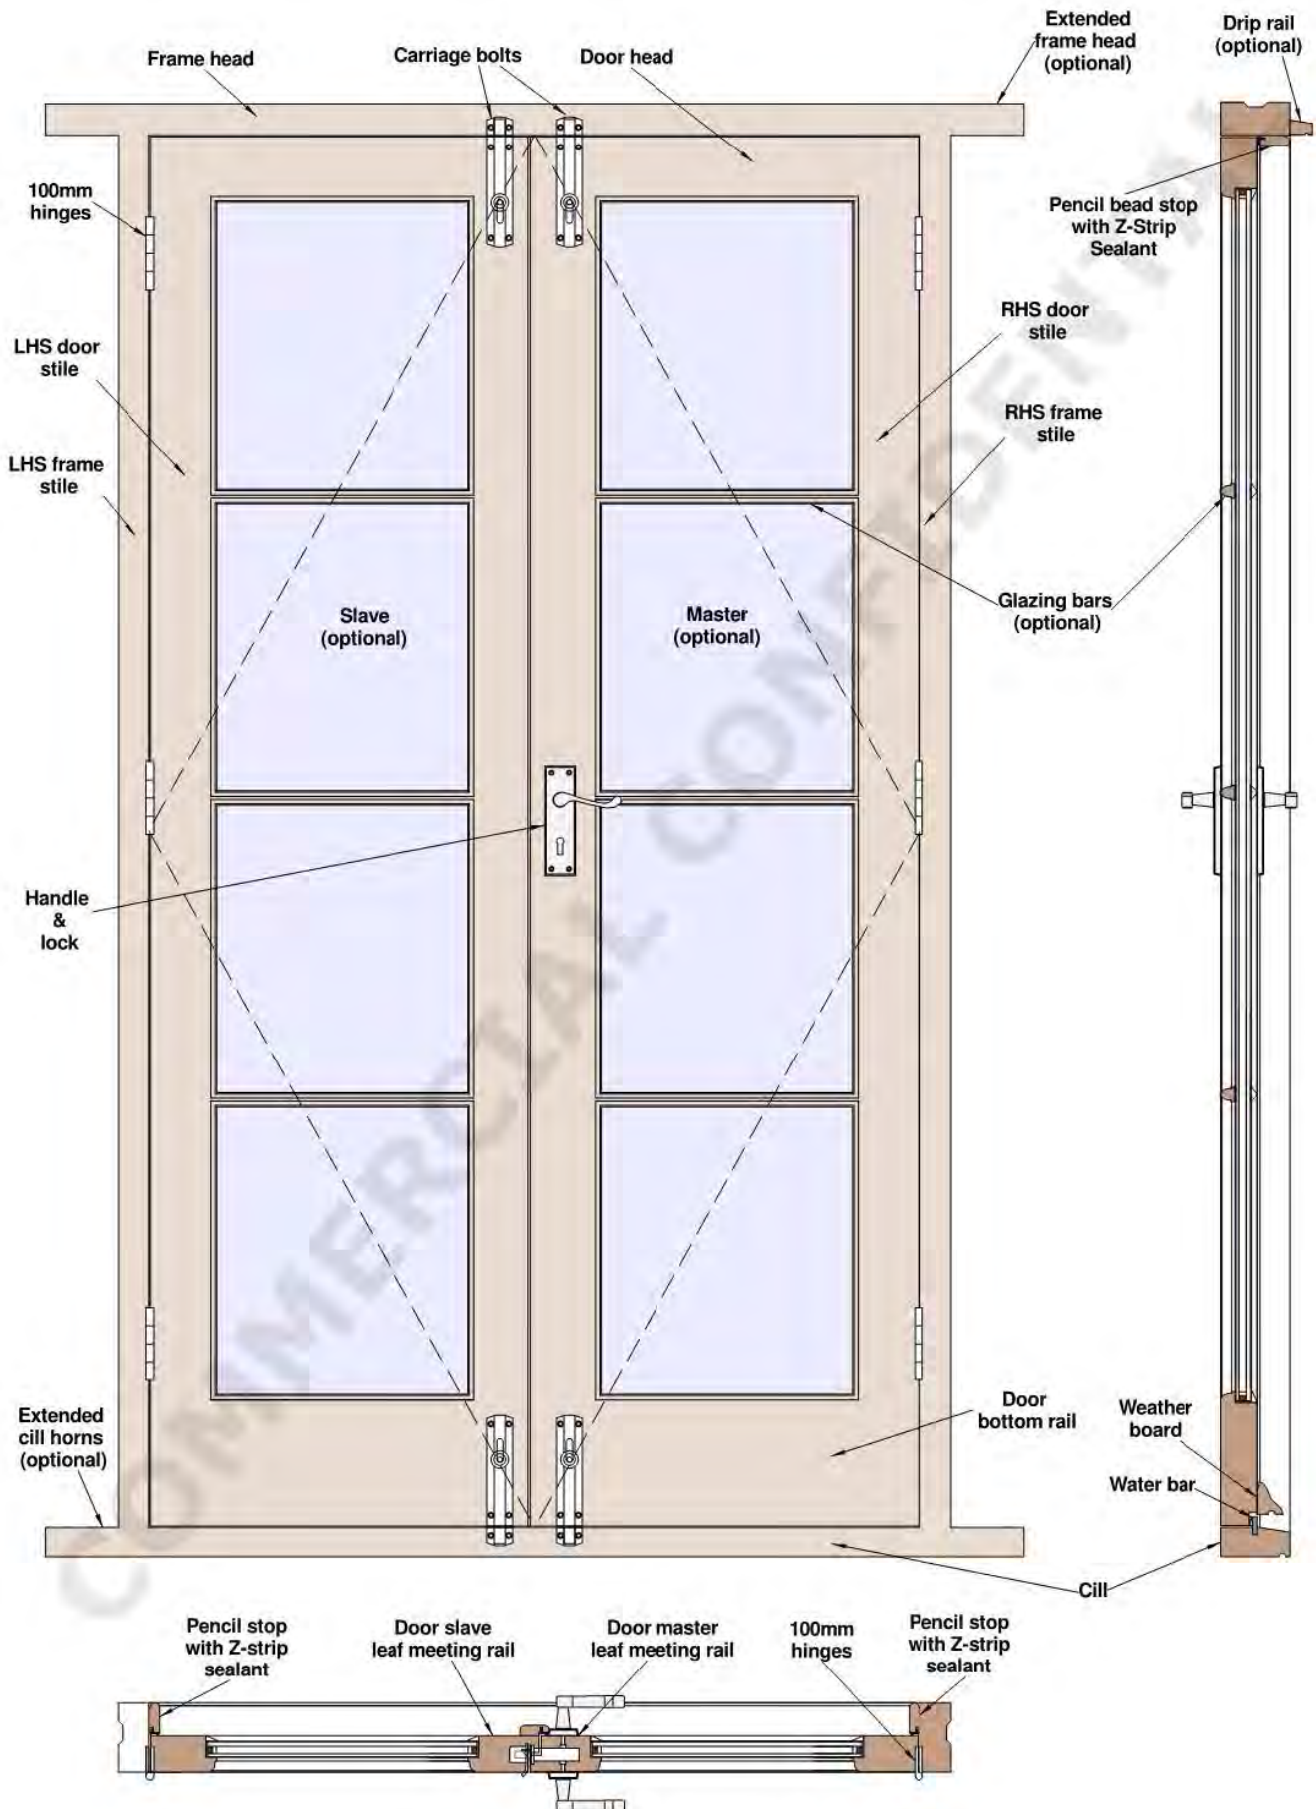 Extended
frame head
(optional)
Drip rail
(optional)
Frame head
Carriage bolts
Door head
100mm
hinges
Pencil bead stop
with Z-Strip
Sealant
LHS door
stile
RHS door
stile
LHS frame
stile
RHS frame
stile
Slave
(optional)
Master
(optional)
Glazing bars
(optional)
Handle
&
lock
Extended
cill horns
(optional)
Door
bottom rail
Weather
board
Water bar
Cill
Pencil stop
with Z-strip
sealant
Door slave
leaf meeting rail
Door master
leaf meeting rail
100mm
hinges
Pencil stop
with Z-strip
sealant
COMMERCIAL CONFIDENTIAL